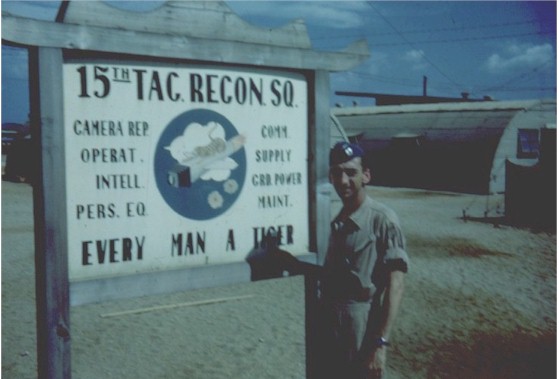 15TH TAC. RECON. SQ.
CAMERA REP.
OPERAT.
INTELL.
PERS. EQ.
COMM.
SUPPLY
GRD. POWER
MAINT.
EVERY MAN A TIGER